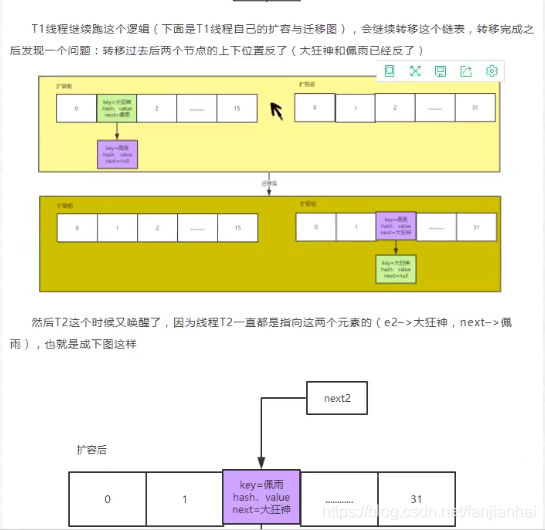 T1线程继续跑这个逻辑（下面是T1线程自己的扩容与迁移图），会继续转移这个链表，转移完成之
后发现一个问题：转移过去后两个节点的上下位置反了（大狂神和佩雨已经反了）
扩容前
扩容后
0
key=大狂神
hash，value
next=佩雨
2
.........
15
0
1
2
.........
31
key=佩雨
hash，value
next=null
迁移后
扩容前
扩容后
0
1
2
.........
15
0
1
key=佩雨
hash，value
next=大狂神
.........
31
key=大狂神
hash，value
next=null
然后T2这个时候又唤醒了，因为线程T2一直都是指向这两个元素的（e2–>大狂神，next–>佩
雨），也就是成下图这样
next2
扩容后
0
1
key=佩雨
hash，value
next=大狂神
............
31
https://blog.csdn.net/fanjianhai